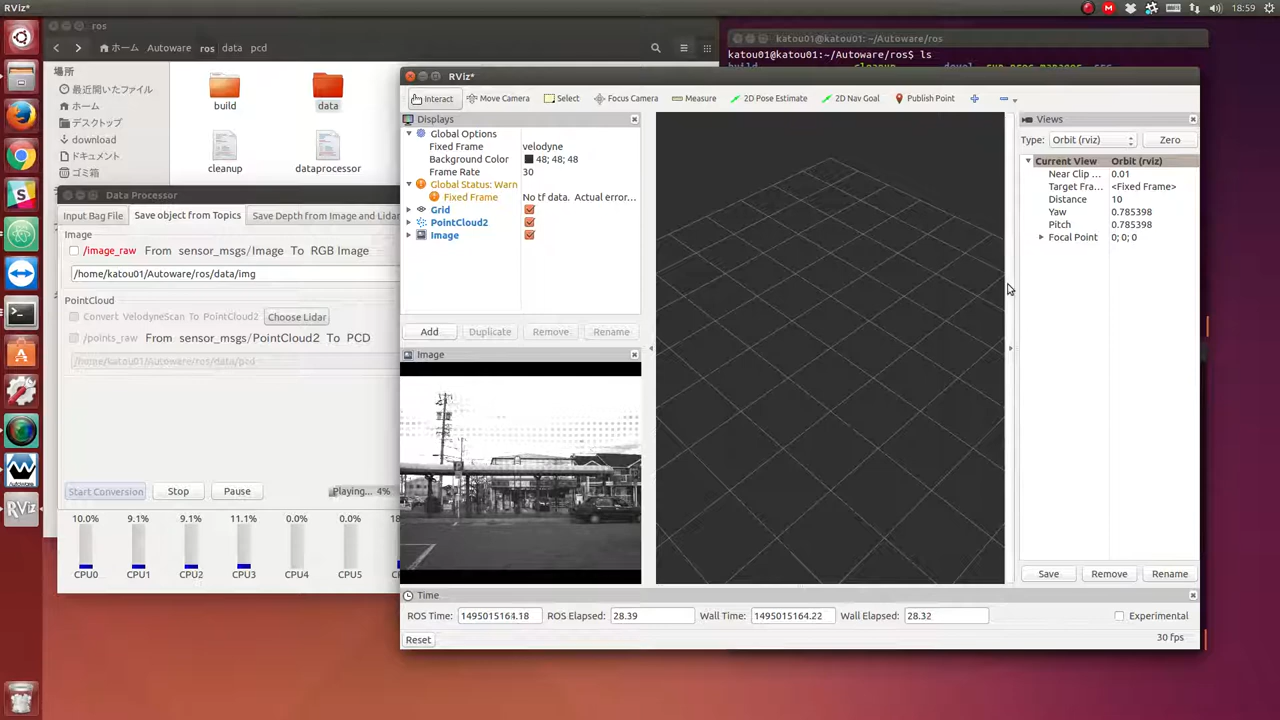 RViz*
18:59
ros
ホーム Autoware ros data pcd
場所
最近開いたファイル
ホーム
デスクトップ
download
ドキュメント
ゴミ箱
build
data
cleanup
dataprocessor
katou01@katou01: ~/Autoware/ros
katou01@katou01:~/Autoware/ros$ ls
Data Processor
Input Bag File
Save object from Topics
Save Depth from Image and Lidar
Image
/image_raw From sensor_msgs/Image To RGB Image
/home/katou01/Autoware/ros/data/img
PointCloud
Convert VelodyneScan To PointCloud2 Choose Lidar
/points_raw From sensor_msgs/PointCloud2 To PCD
/home/katou01/Autoware/ros/data/pcd
Start Conversion Stop Pause Playing... 4%
10.0% 9.1% 9.1% 11.1% 0.0% 0.0%
CPU0 CPU1 CPU2 CPU3 CPU4 CPU5
RViz*
Interact Move Camera Select Focus Camera Measure 2D Pose Estimate 2D Nav Goal Publish Point
Displays
Global Options
Fixed Frame velodyne
Background Color 48; 48; 48
Frame Rate 30
Global Status: Warn
Fixed Frame No tf data. Actual error...
Grid
PointCloud2
Image
Add Duplicate Remove Rename
Image
Views
Type: Orbit (rviz) Zero
Current View Orbit (rviz)
Near Clip ... 0.01
Target Fra... <Fixed Frame>
Distance 10
Yaw 0.785398
Pitch 0.785398
Focal Point 0; 0; 0
Save Remove Rename
Time
ROS Time: 1495015164.18 ROS Elapsed: 28.39 Wall Time: 1495015164.22 Wall Elapsed: 28.32 Experimental
Reset 30 fps